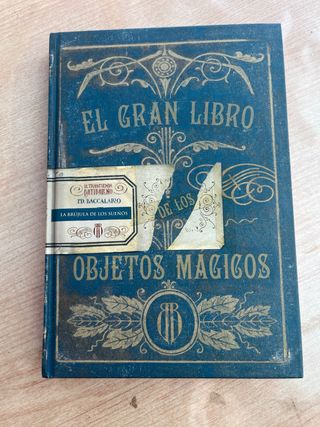 EL GRAN LIBRO
DE LOS
OBJETOS MÁGICOS
P.D. BACCALARIO
LA BRÚJULA DE LOS SUEÑOS